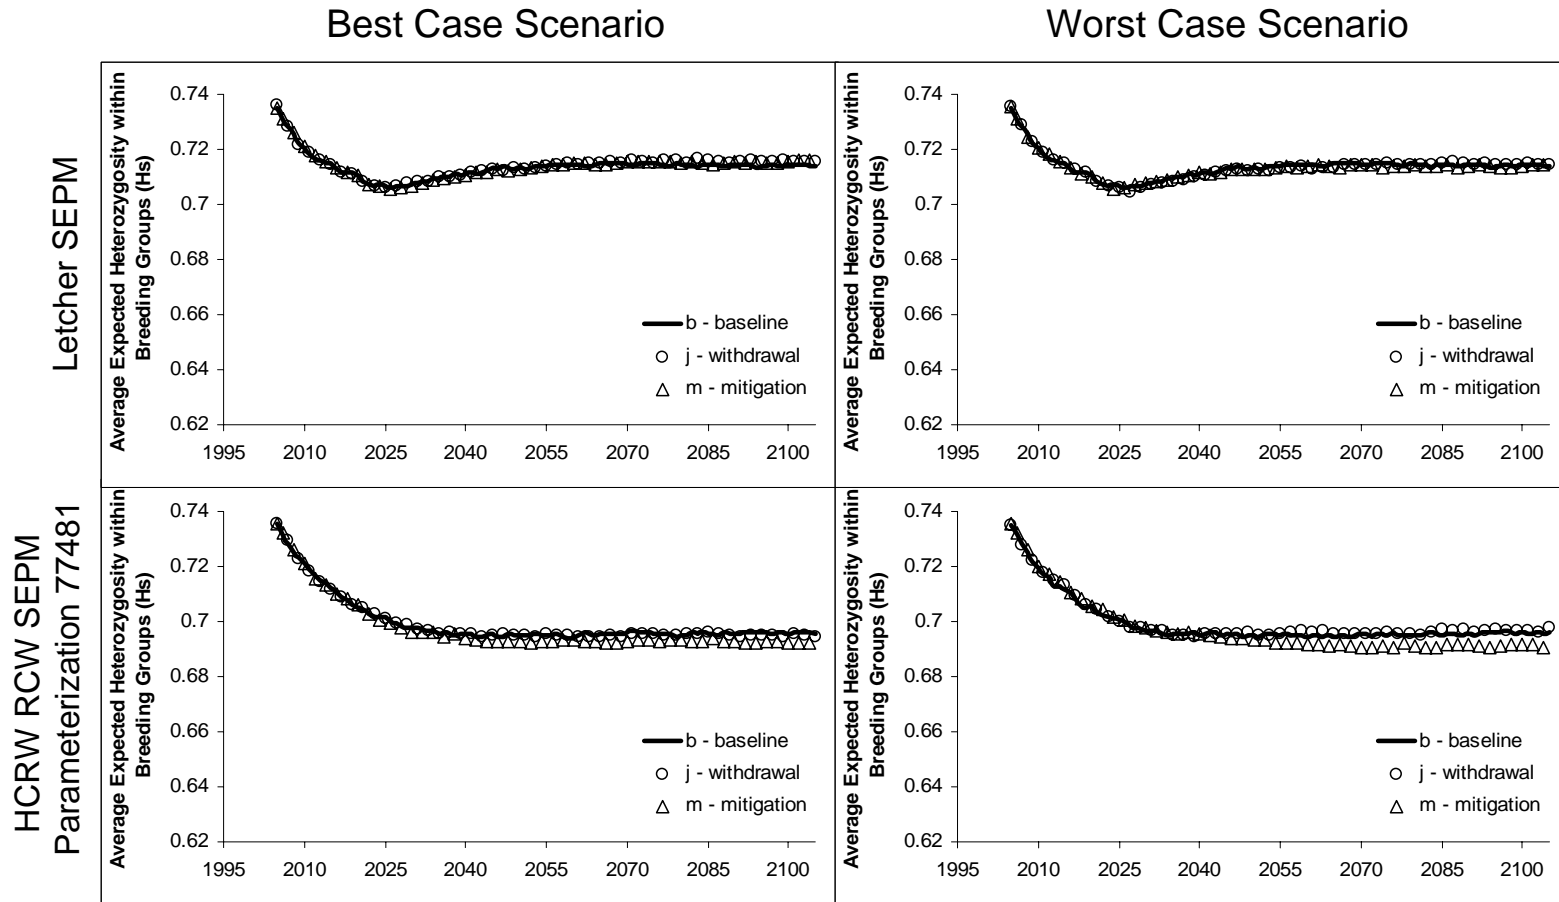 Best Case Scenario
Worst Case Scenario
Letcher SEPM
Average Expected Heterozygosity within
Breeding Groups (Hs)
0.74
0.72
0.7
0.68
0.66
0.64
0.62
1995 2010 2025 2040 2055 2070 2085 2100
b - baseline
j - withdrawal
m - mitigation
Average Expected Heterozygosity within
Breeding Groups (Hs)
0.74
0.72
0.7
0.68
0.66
0.64
0.62
1995 2010 2025 2040 2055 2070 2085 2100
b - baseline
j - withdrawal
m - mitigation
HCRW RCW SEPM
Parameterization 77481
Average Expected Heterozygosity within
Breeding Groups (Hs)
0.74
0.72
0.7
0.68
0.66
0.64
0.62
1995 2010 2025 2040 2055 2070 2085 2100
b - baseline
j - withdrawal
m - mitigation
Average Expected Heterozygosity within
Breeding Groups (Hs)
0.74
0.72
0.7
0.68
0.66
0.64
0.62
1995 2010 2025 2040 2055 2070 2085 2100
b - baseline
j - withdrawal
m - mitigation